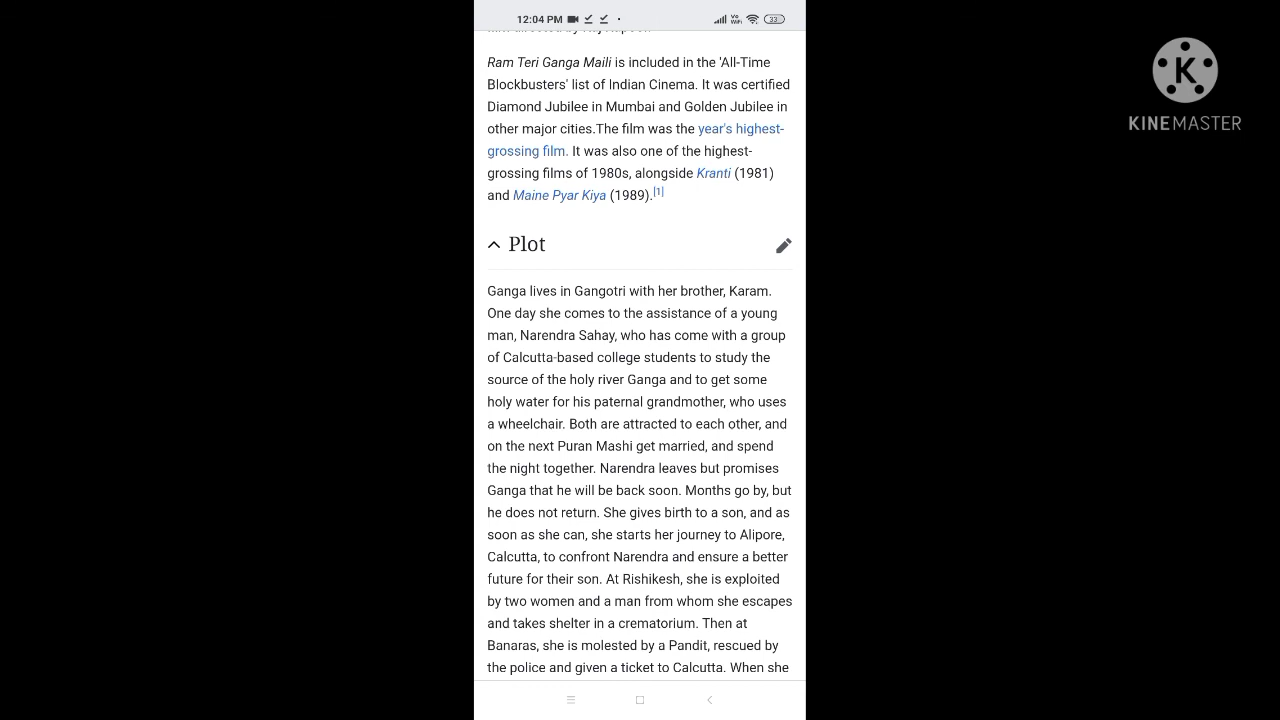 12:04 PM
Vo WiFi
33
Ram Teri Ganga Maili is included in the 'All-Time
Blockbusters' list of Indian Cinema. It was certified
Diamond Jubilee in Mumbai and Golden Jubilee in
other major cities.The film was the year's highest-
grossing film. It was also one of the highest-
grossing films of 1980s, alongside Kranti (1981)
and Maine Pyar Kiya (1989).[1]
Plot
Ganga lives in Gangotri with her brother, Karam.
One day she comes to the assistance of a young
man, Narendra Sahay, who has come with a group
of Calcutta-based college students to study the
source of the holy river Ganga and to get some
holy water for his paternal grandmother, who uses
a wheelchair. Both are attracted to each other, and
on the next Puran Mashi get married, and spend
the night together. Narendra leaves but promises
Ganga that he will be back soon. Months go by, but
he does not return. She gives birth to a son, and as
soon as she can, she starts her journey to Alipore,
Calcutta, to confront Narendra and ensure a better
future for their son. At Rishikesh, she is exploited
by two women and a man from whom she escapes
and takes shelter in a crematorium. Then at
Banaras, she is molested by a Pandit, rescued by
the police and given a ticket to Calcutta. When she
K
KINEMASTER